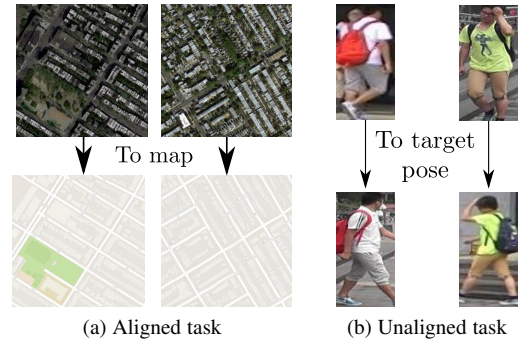 To map
To target
pose
(a) Aligned task
(b) Unaligned task